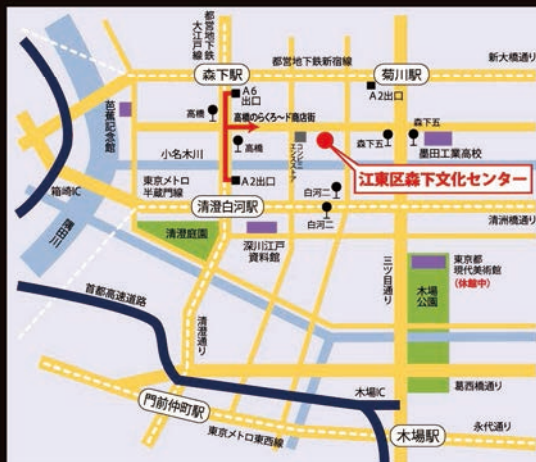 都営地下鉄
大江戸線
都営地下鉄新宿線
新大橋通り
森下駅
菊川駅
A6
出口
A2出口
芭蕉記念館
高橋
高橋のらくろ〜ド商店街
森下五
森下五
高橋
コンビニ
エンスストア
墨田工業高校
小名木川
江東区森下文化センター
箱崎IC
東京メトロ
半蔵門線
A2出口
白河二
隅田川
清澄白河駅
白河二
清洲橋通り
清澄庭園
深川江戸
資料館
三ツ目通り
東京都
現代美術館
(休館中)
木場
公園
首都高速道路
清澄通り
木場IC
葛西橋通り
門前仲町駅
東京メトロ東西線
木場駅
永代通り